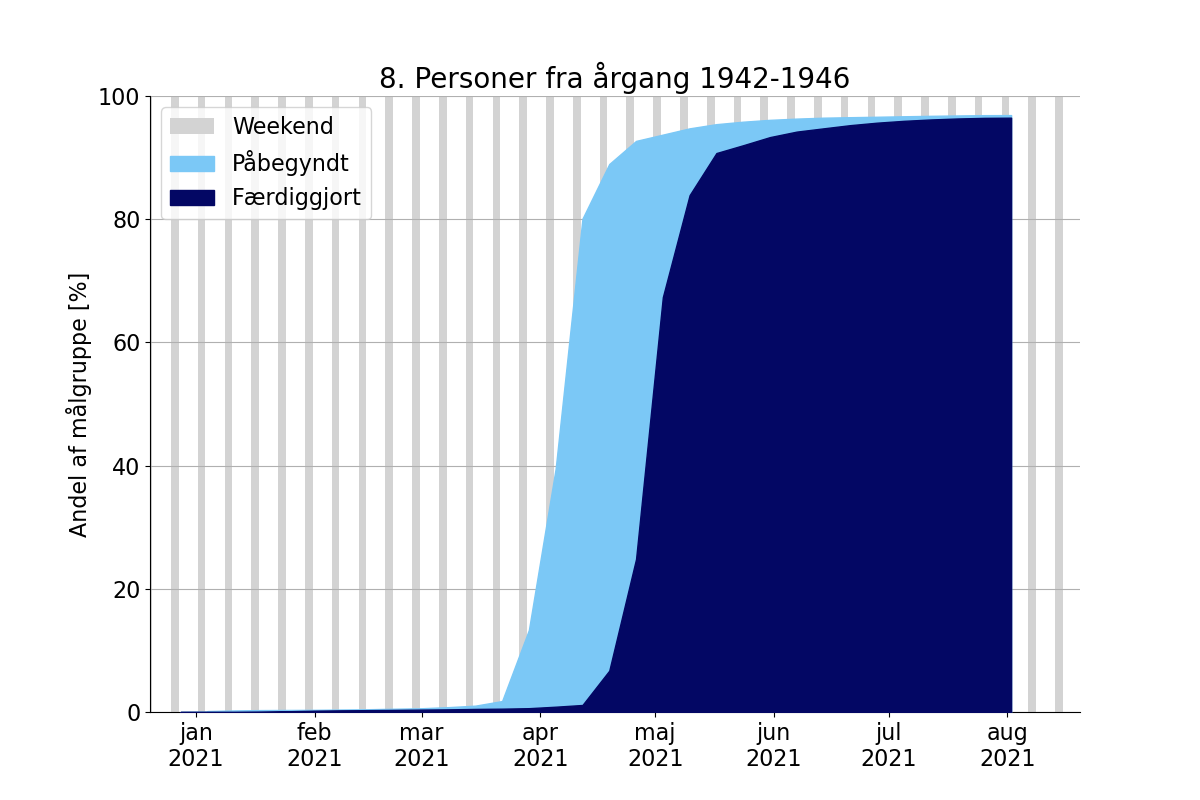 8. Personer fra årgang 1942-1946
100
80
60
40
20
0
Andel af målgruppe [%]
Weekend
Påbegyndt
Færdiggjort
jan
2021
feb
2021
mar
2021
apr
2021
maj
2021
jun
2021
jul
2021
aug
2021